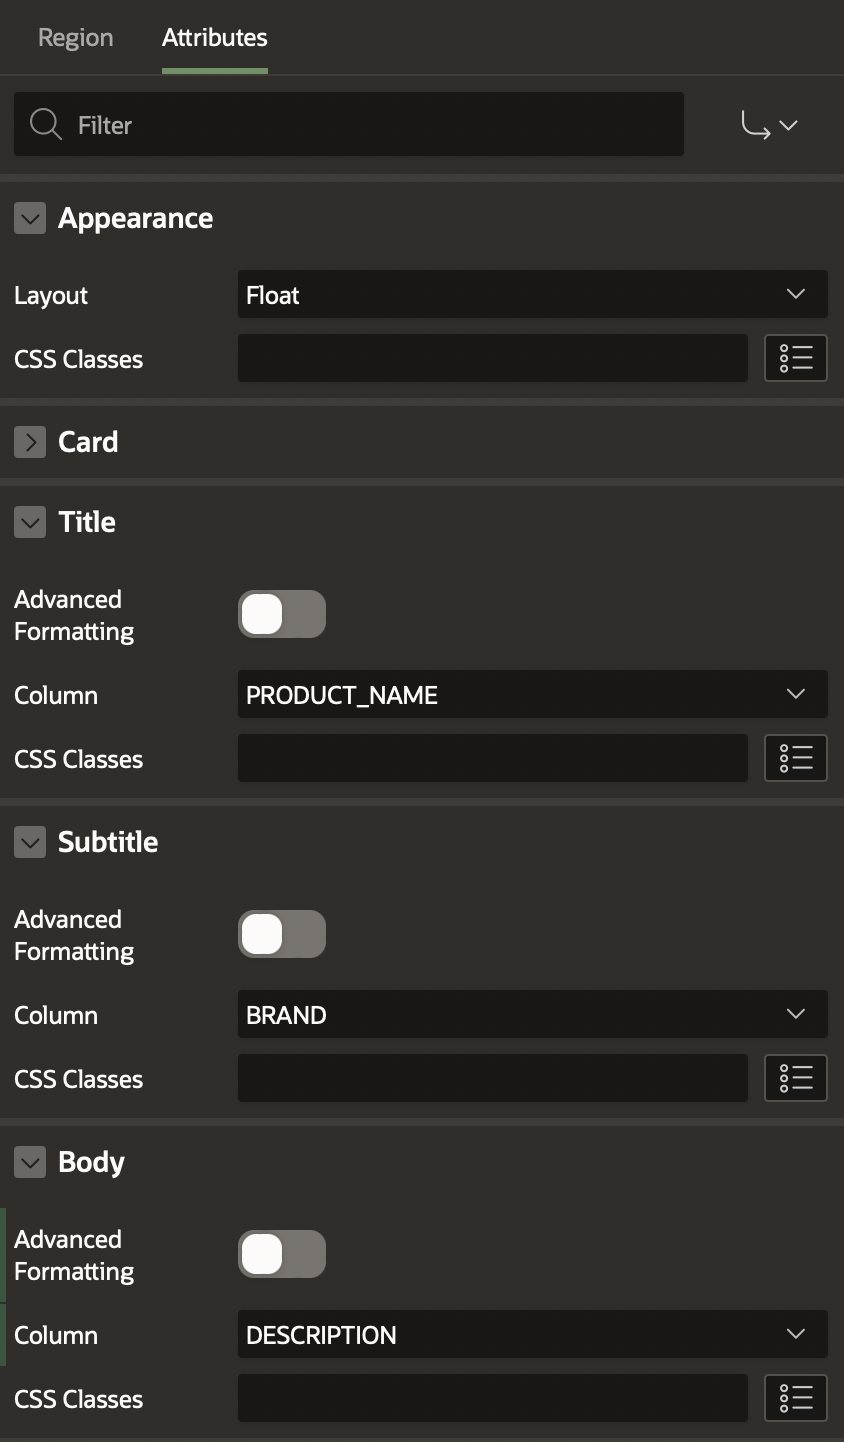 Region Attributes
Filter
Appearance
Layout Float
CSS Classes
Card
Title
Advanced
Formatting
Column PRODUCT_NAME
CSS Classes
Subtitle
Advanced
Formatting
Column BRAND
CSS Classes
Body
Advanced
Formatting
Column DESCRIPTION
CSS Classes